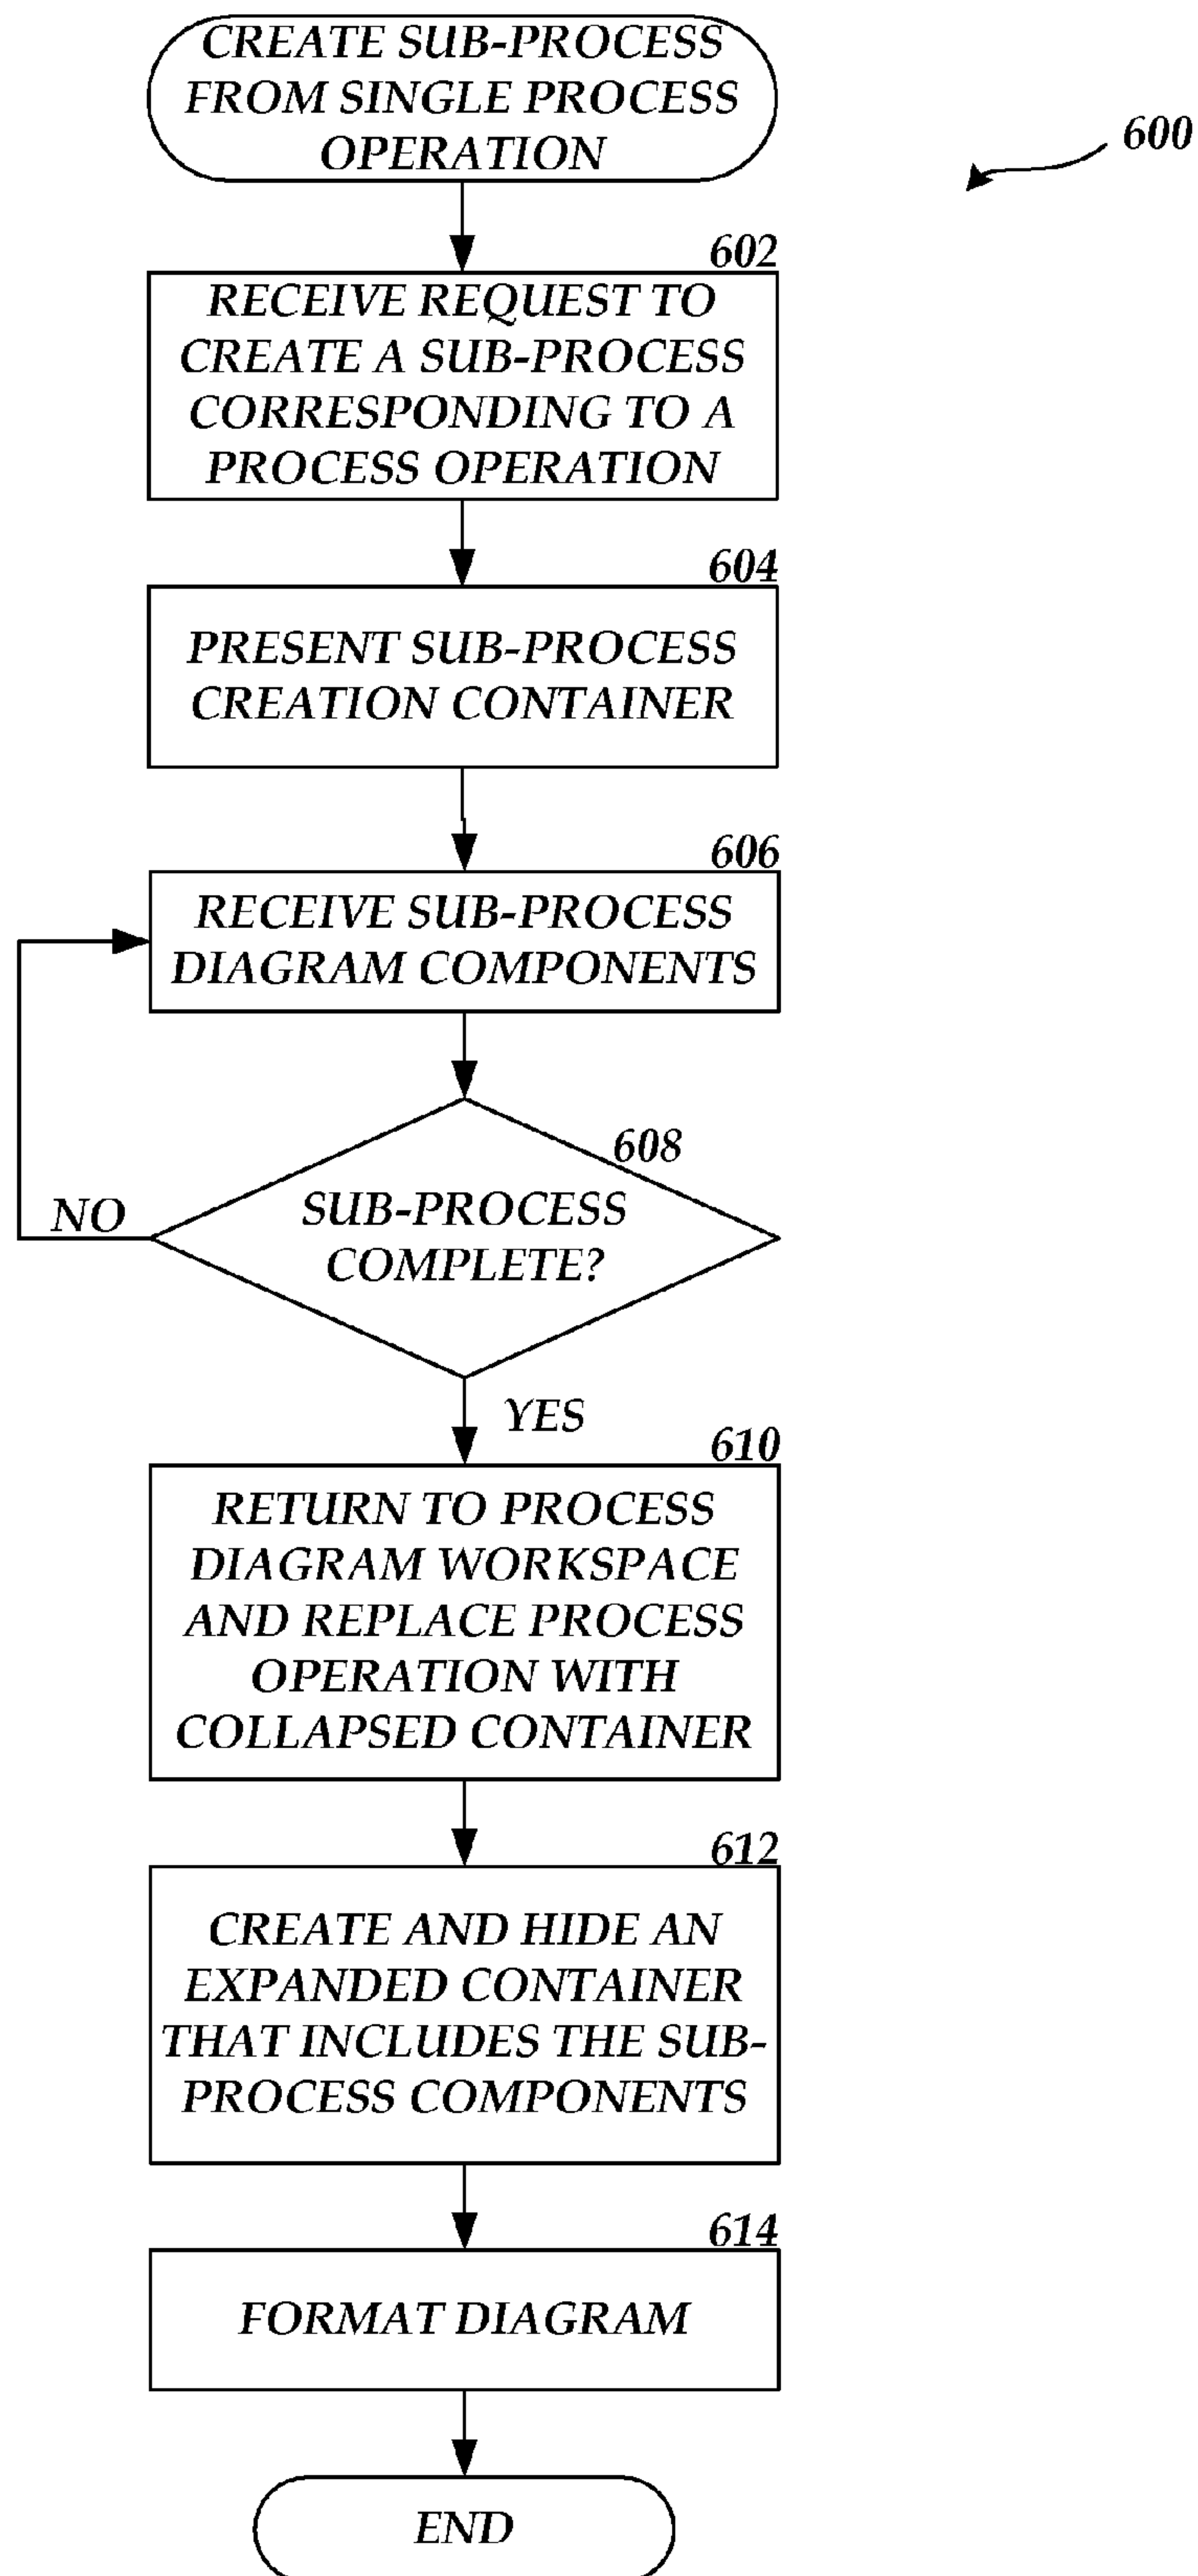 CREATE SUB-PROCESS
FROM SINGLE PROCESS
OPERATION
600
602
RECEIVE REQUEST TO
CREATE A SUB-PROCESS
CORRESPONDING TO A
PROCESS OPERATION
604
PRESENT SUB-PROCESS
CREATION CONTAINER
606
RECEIVE SUB-PROCESS
DIAGRAM COMPONENTS
608
SUB-PROCESS
COMPLETE?
NO
YES
610
RETURN TO PROCESS
DIAGRAM WORKSPACE
AND REPLACE PROCESS
OPERATION WITH
COLLAPSED CONTAINER
612
CREATE AND HIDE AN
EXPANDED CONTAINER
THAT INCLUDES THE SUB-
PROCESS COMPONENTS
614
FORMAT DIAGRAM
END